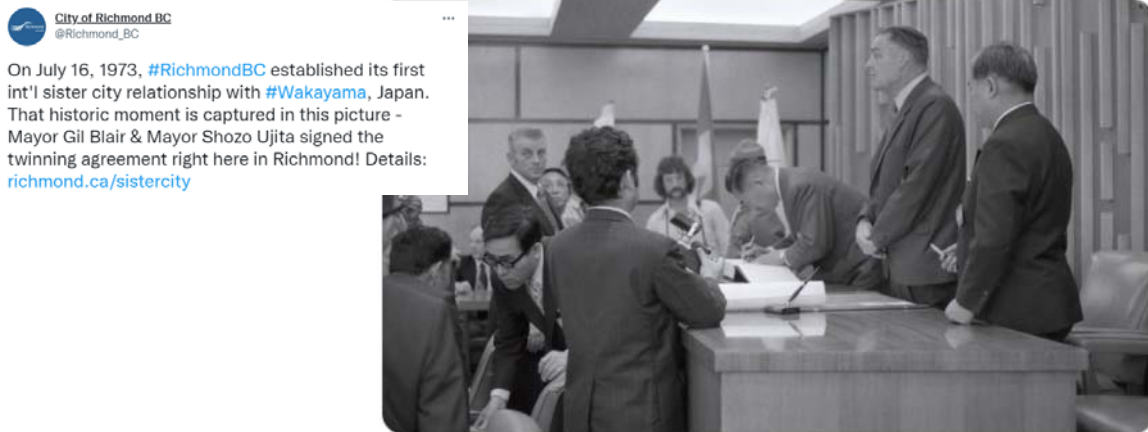 City of Richmond BC
@Richmond_BC
On July 16, 1973, #RichmondBC established its first
int'l sister city relationship with #Wakayama, Japan.
That historic moment is captured in this picture -
Mayor Gil Blair & Mayor Shozo Ujita signed the
twinning agreement right here in Richmond! Details:
richmond.ca/sistercity